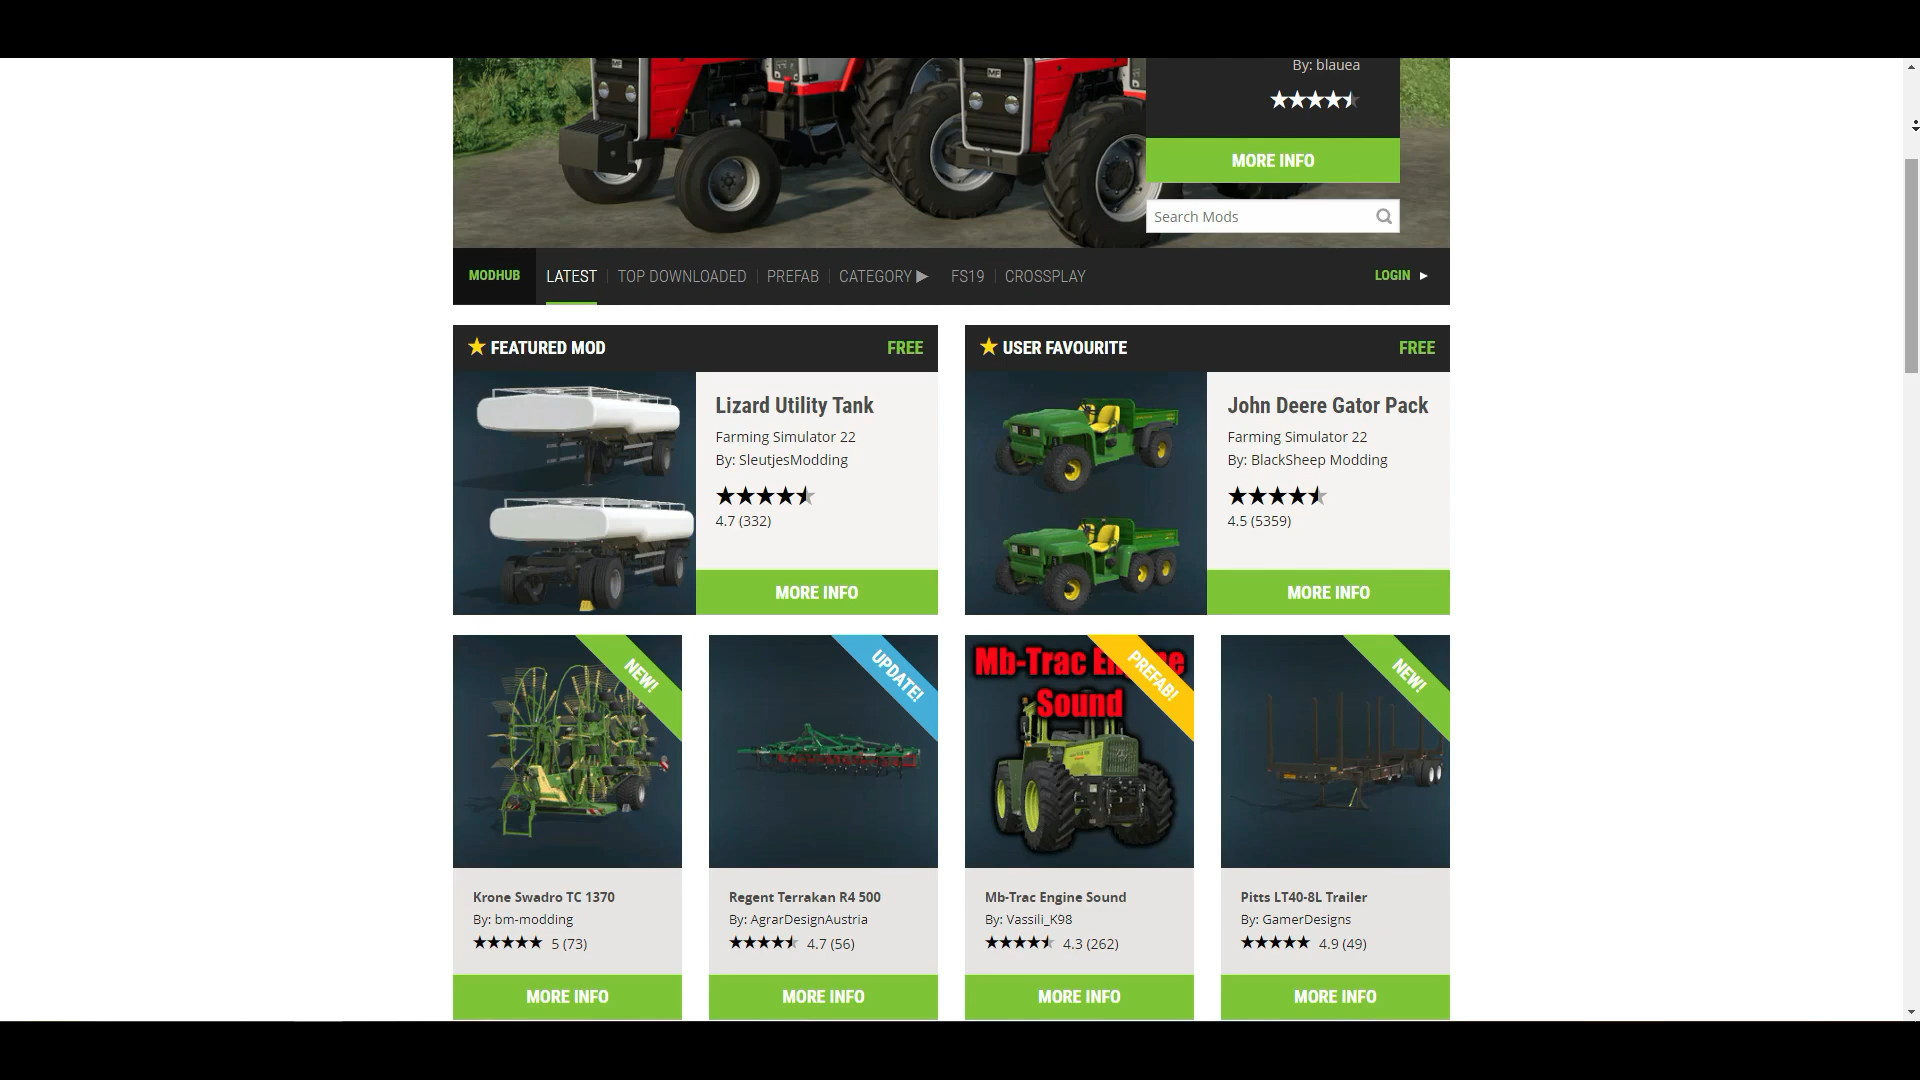 By: blauea
MORE INFO
Search Mods
MODHUB LATEST TOP DOWNLOADED PREFAB CATEGORY ▶ FS19 CROSSPLAY LOGIN ►
FEATURED MOD FREE
Lizard Utility Tank
Farming Simulator 22
By: SleutjesModding
4.7 (332)
MORE INFO
USER FAVOURITE FREE
John Deere Gator Pack
Farming Simulator 22
By: BlackSheep Modding
4.5 (5359)
MORE INFO
NEW!
Krone Swadro TC 1370
By: bm-modding
5 (73)
MORE INFO
UPDATE!
Regent Terrakan R4 500
By: AgrarDesignAustria
4.7 (56)
MORE INFO
PREFAB!
Mb-Trac Engine
Sound
Mb-Trac Engine Sound
By: Vassili_K98
4.3 (262)
MORE INFO
NEW!
Pitts LT40-8L Trailer
By: GamerDesigns
4.9 (49)
MORE INFO